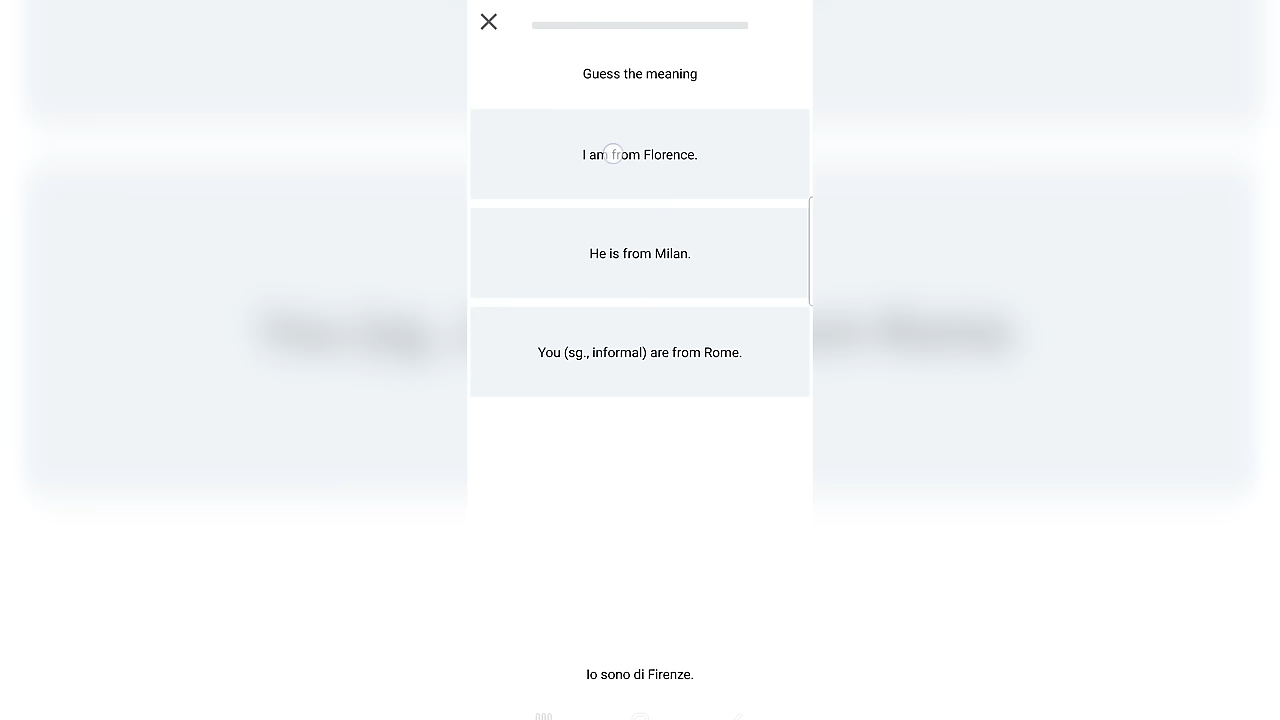 Guess the meaning
I am from Florence.
He is from Milan.
You (sg., informal) are from Rome.
Io sono di Firenze.